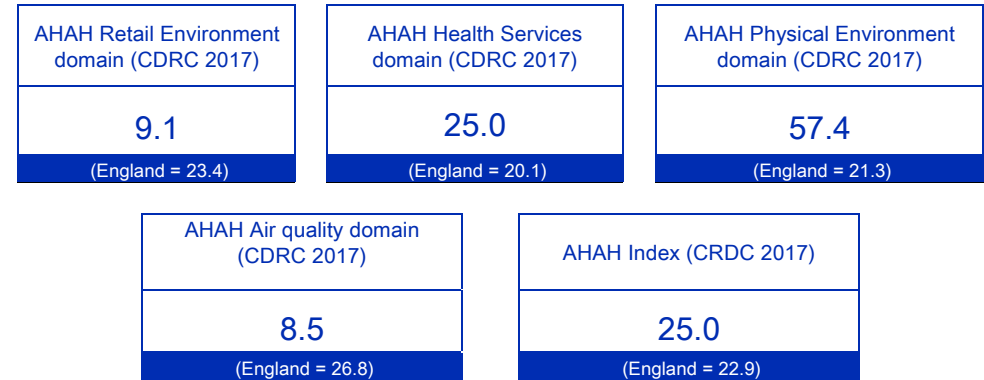 AHAH Retail Environment
domain (CDRC 2017)
9.1
(England = 23.4)
AHAH Health Services
domain (CDRC 2017)
25.0
(England = 20.1)
AHAH Physical Environment
domain (CDRC 2017)
57.4
(England = 21.3)
AHAH Air quality domain
(CDRC 2017)
8.5
(England = 26.8)
AHAH Index (CRDC 2017)
25.0
(England = 22.9)